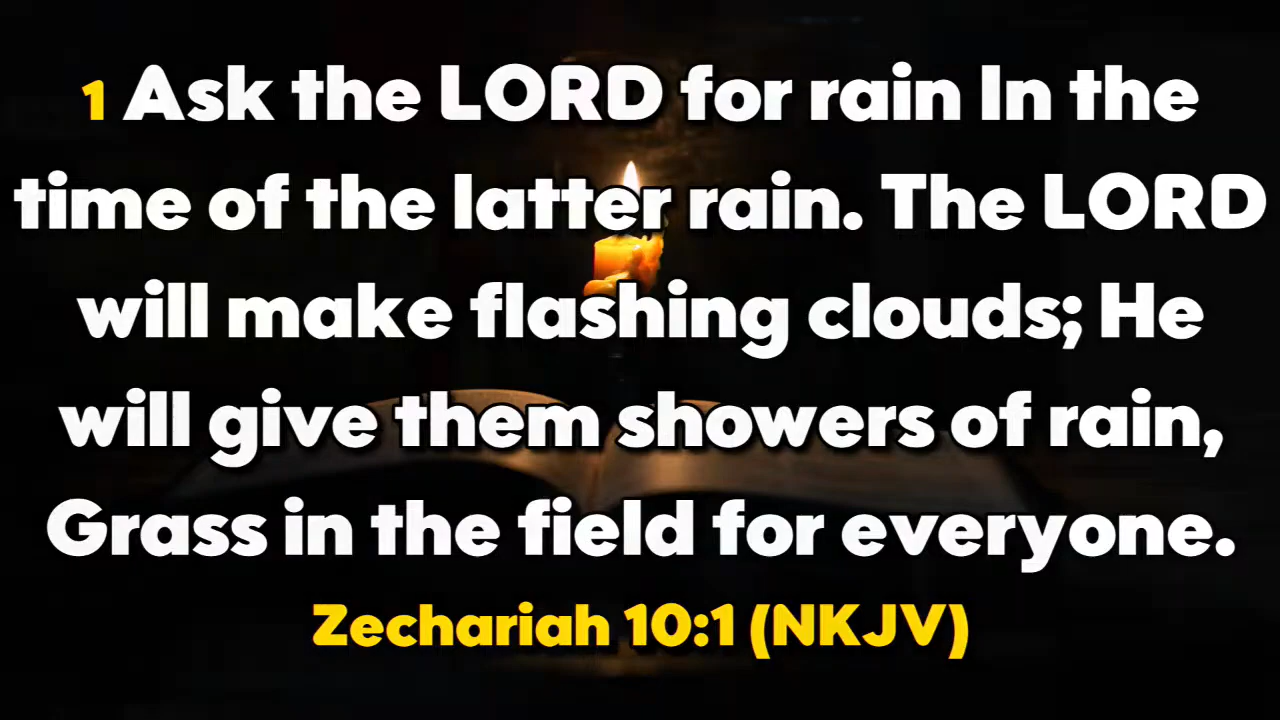 1 Ask the LORD for rain In the
time of the latter rain. The LORD
will make flashing clouds; He
will give them showers of rain,
Grass in the field for everyone.
Zechariah 10:1 (NKJV)